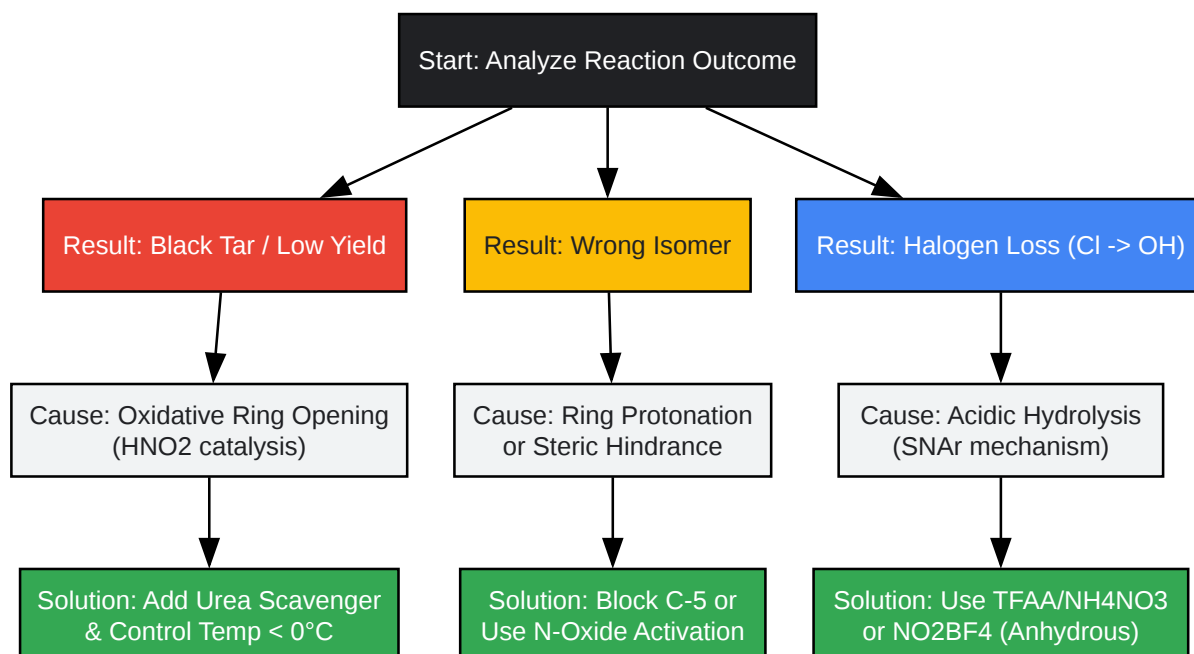 Start: Analyze Reaction Outcome
Result: Black Tar / Low Yield
Result: Wrong Isomer
Result: Halogen Loss (Cl -> OH)
Cause: Oxidative Ring Opening
(HNO2 catalysis)
Cause: Ring Protonation
or Steric Hindrance
Cause: Acidic Hydrolysis
(SNAr mechanism)
Solution: Add Urea Scavenger
& Control Temp < 0°C
Solution: Block C-5 or
Use N-Oxide Activation
Solution: Use TFAA/NH4NO3
or NO2BF4 (Anhydrous)